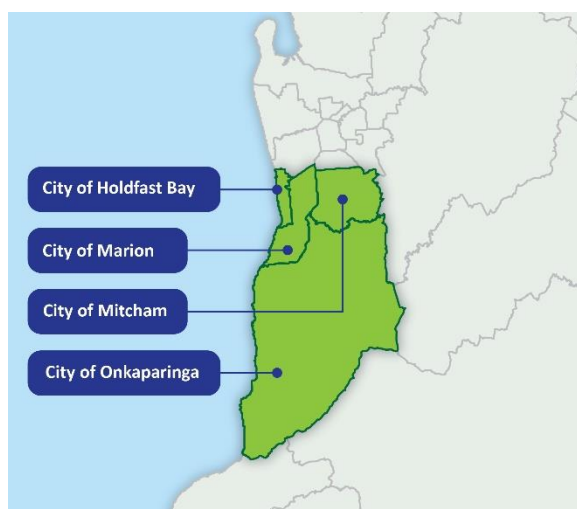 City of Holdfast Bay
City of Marion
City of Mitcham
City of Onkaparinga